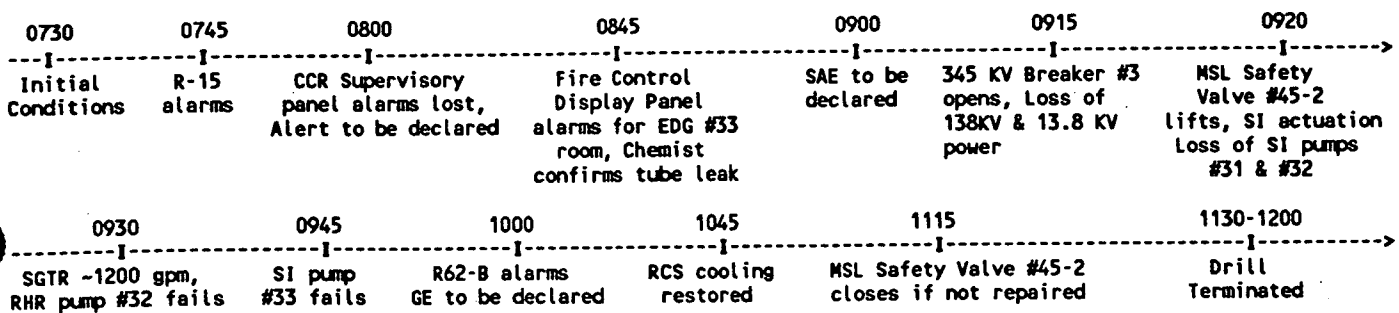 0730 0745 0800 0845 0900 0915 0920
Initial Conditions
R-15 alarms
CCR Supervisory
panel alarms lost,
Alert to be declared
Fire Control
Display Panel
alarms for EDG #33
room, Chemist
confirms tube leak
SAE to be
declared
345 KV Breaker #3
opens, Loss of
138KV & 13.8 KV
power
MSL Safety
Valve #45-2
lifts, SI actuation
Loss of SI pumps
#31 & #32
0930 0945 1000 1045 1115 1130-1200
SGTR ~1200 gpm,
RHR pump #32 fails
SI pump
#33 fails
R62-B alarms
GE to be declared
RCS cooling
restored
MSL Safety Valve #45-2
closes if not repaired
Drill
Terminated